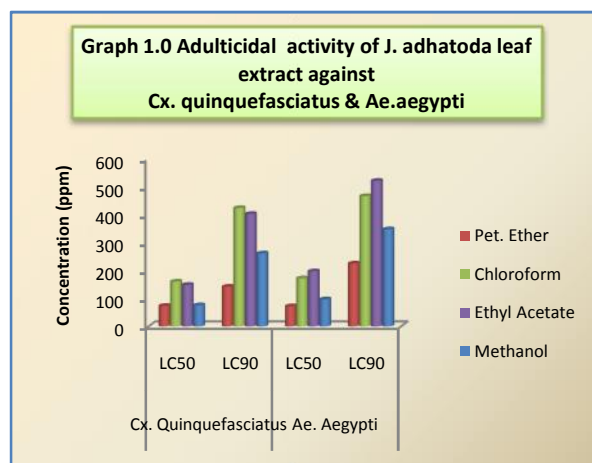 Graph 1.0 Adulticidal activity of J. adhatoda leaf
extract against
Cx. quinquefasciatus & Ae.aegypti
Concentration (ppm)
600
500
400
300
200
100
0
LC50 LC90 LC50 LC90
Cx. Quinquefasciatus Ae. Aegypti
Pet. Ether
Chloroform
Ethyl Acetate
Methanol